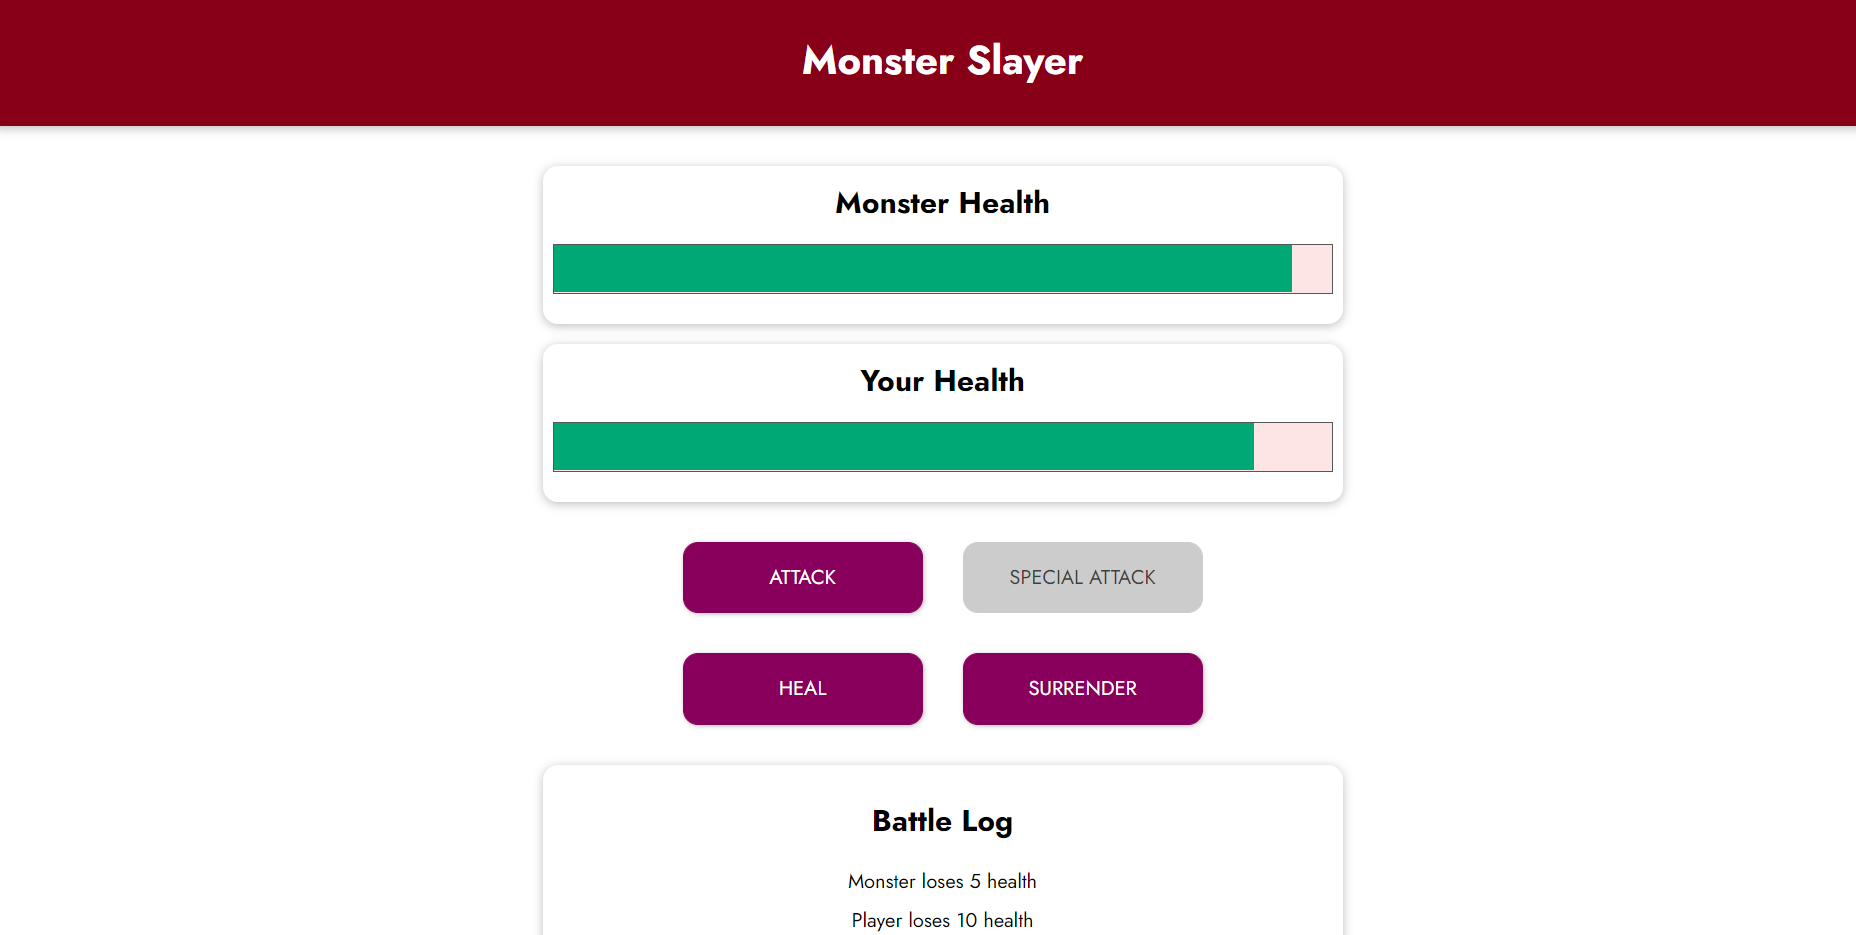 Monster Slayer
Monster Health
Your Health
ATTACK
SPECIAL ATTACK
HEAL
SURRENDER
Battle Log
Monster loses 5 health
Player loses 10 health